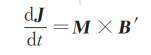 d𝑱/dt = 𝑴 × 𝑩′